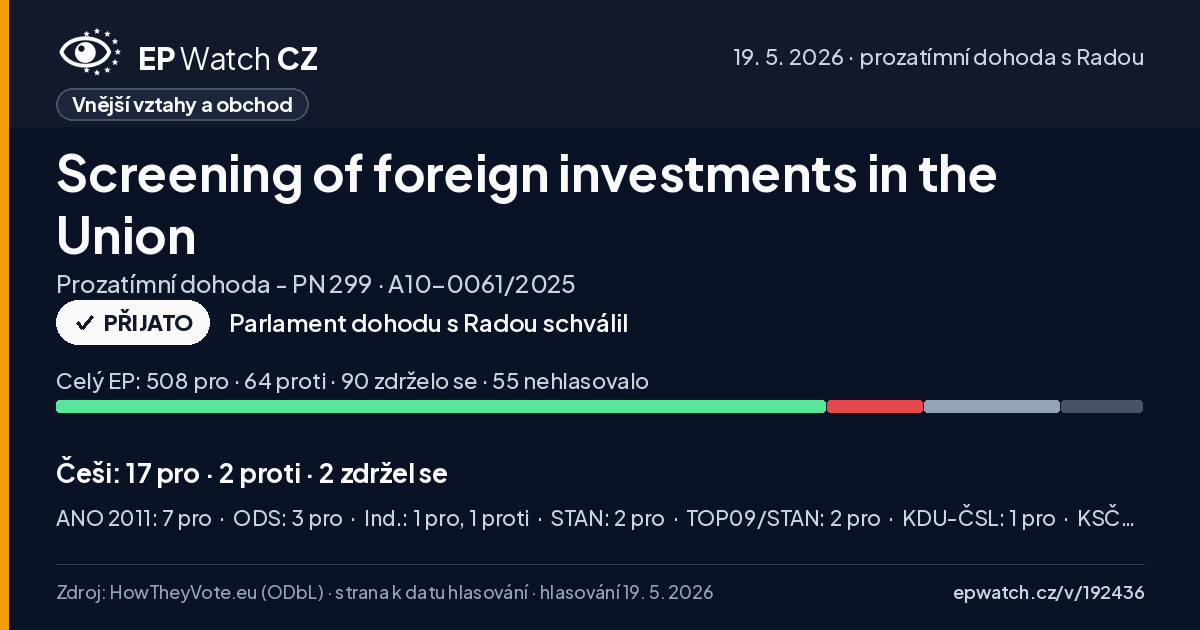 EP Watch CZ
19. 5. 2026 · prozatímní dohoda s Radou
Vnější vztahy a obchod
Screening of foreign investments in the
Union
Prozatímní dohoda – PN 299 · A10–0061/2025
✓ PŘIJATO
Parlament dohodu s Radou schválil
Celý EP: 508 pro · 64 proti · 90 zdrželo se · 55 nehlasovalo
Češi: 17 pro · 2 proti · 2 zdržel se
ANO 2011: 7 pro · ODS: 3 pro · Ind.: 1 pro, 1 proti · STAN: 2 pro · TOP09/STAN: 2 pro · KDU-ČSL: 1 pro · KSČ…
Zdroj: HowTheyVote.eu (ODbL) · strana k datu hlasování · hlasování 19. 5. 2026
epwatch.cz/v/192436